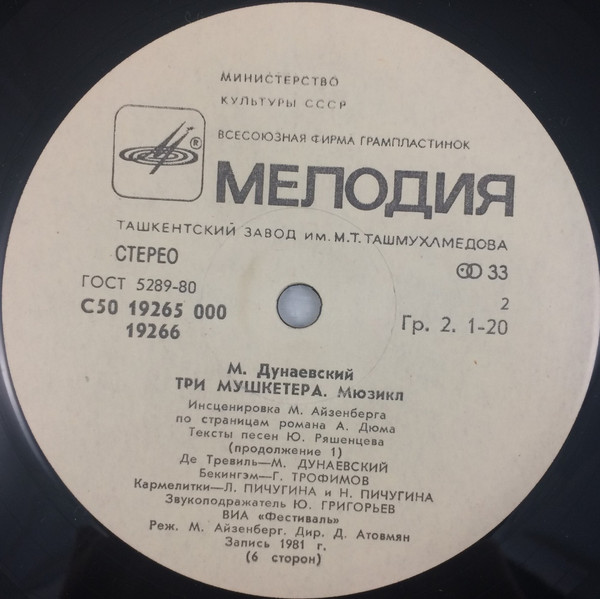 МИНИСТЕРСТВО
КУЛЬТУРЫ СССР
ВСЕСОЮЗНАЯ ФИРМА ГРАМПЛАСТИНОК
®
МЕЛОДИЯ
ТАШКЕНТСКИЙ ЗАВОД ИМ. М.Т. ТАШМУХАМЕДОВА
СТЕРЕО
33
ГОСТ 5289-80
2
С50 19265 000
19266
Гр. 2. 1-20
М. Дунаевский
ТРИ МУШКЕТЕРА. Мюзикл
Инсценировка М. Айзенберга
по страницам романа А. Дюма
Тексты песен Ю. Ряшенцева
(продолжение 1)
Де Тревиль—М. ДУНАЕВСКИЙ
Бекингэм—Г. ТРОФИМОВ
Кармелитки—Л. ПИЧУГИНА и Н. ПИЧУГИНА
Звукоподражатель Ю. ГРИГОРЬЕВ
ВИА «Фестиваль»
Реж. М. Айзенберг. Дир. Д. Атовмян
Запись 1981 г.
(6 сторон)